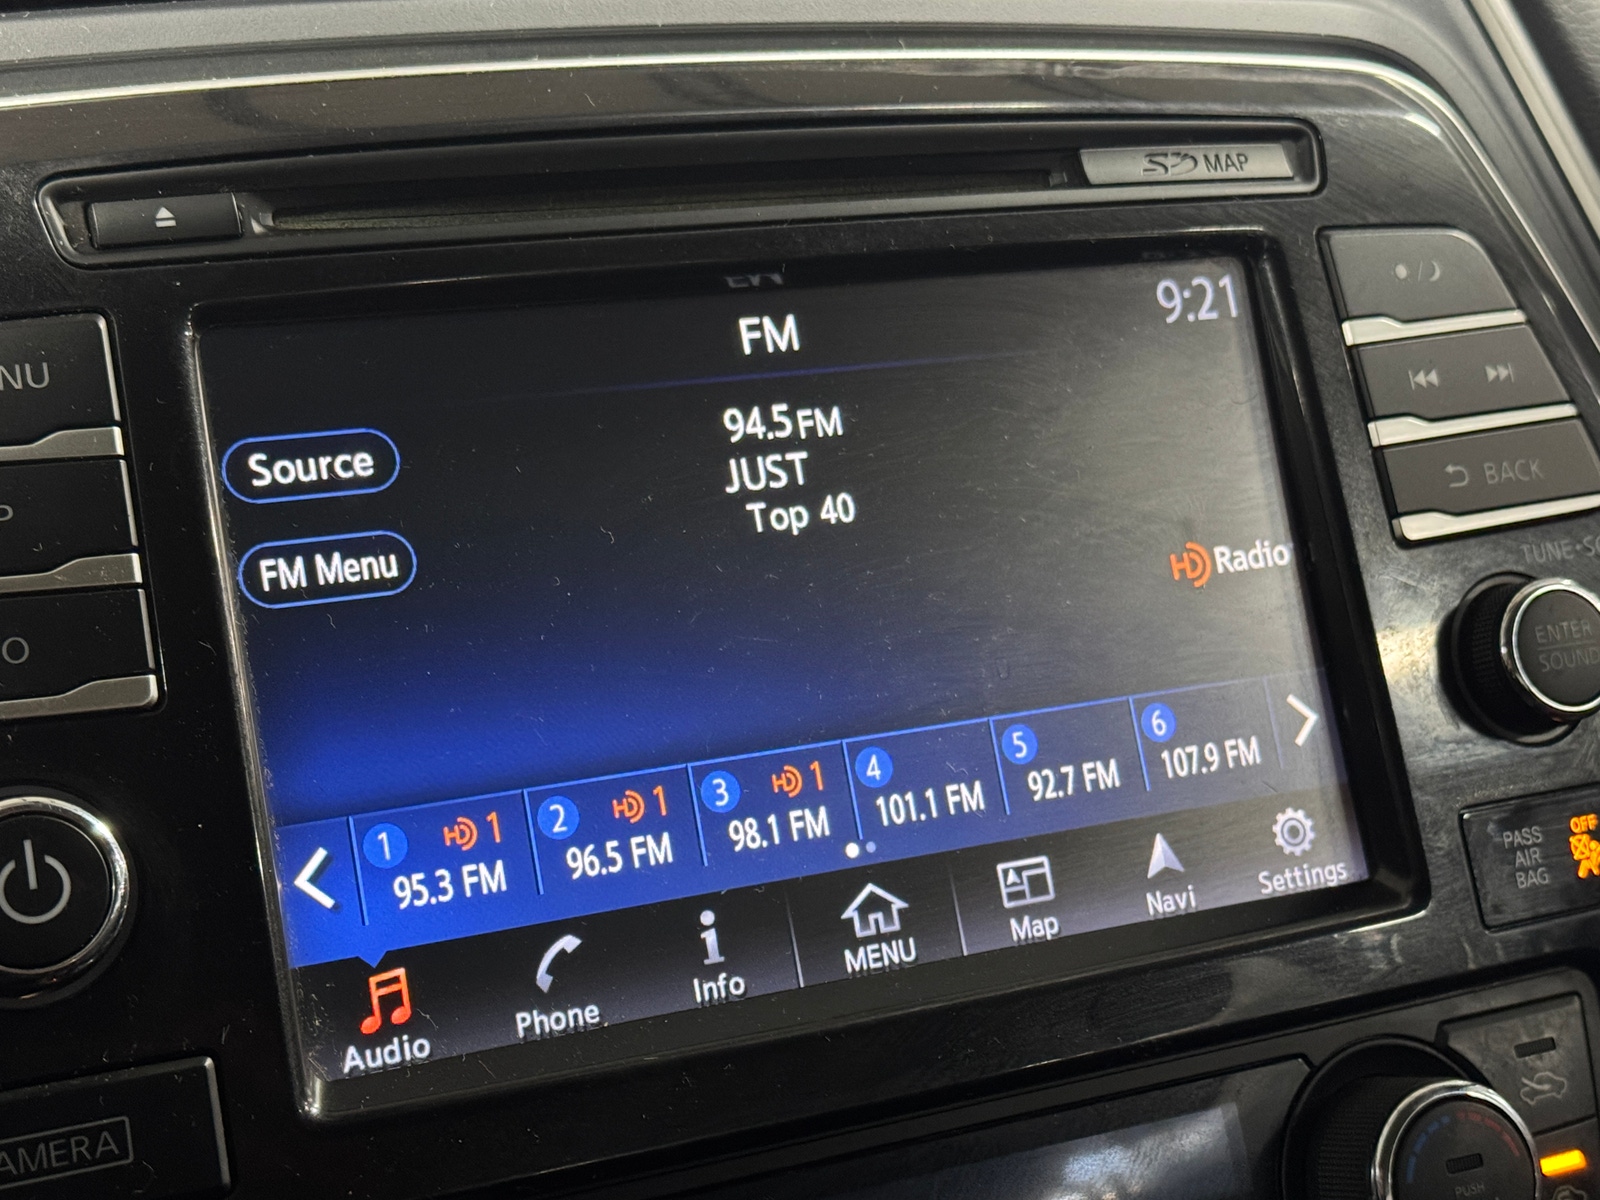 SD MAP
FM
9:21
94.5 FM
JUST
Top 40
Source
FM Menu
HD Radio
1 HD 1 95.3 FM
2 HD 1 96.5 FM
3 HD 1 98.1 FM
4 101.1 FM
5 92.7 FM
6 107.9 FM
Audio
Phone
Info
MENU
Map
Navi
Settings
NU
P
O
AMERA
BACK
TUNE•SC
ENTER
SOUND
PASS
AIR
BAG
OFF
PUSH